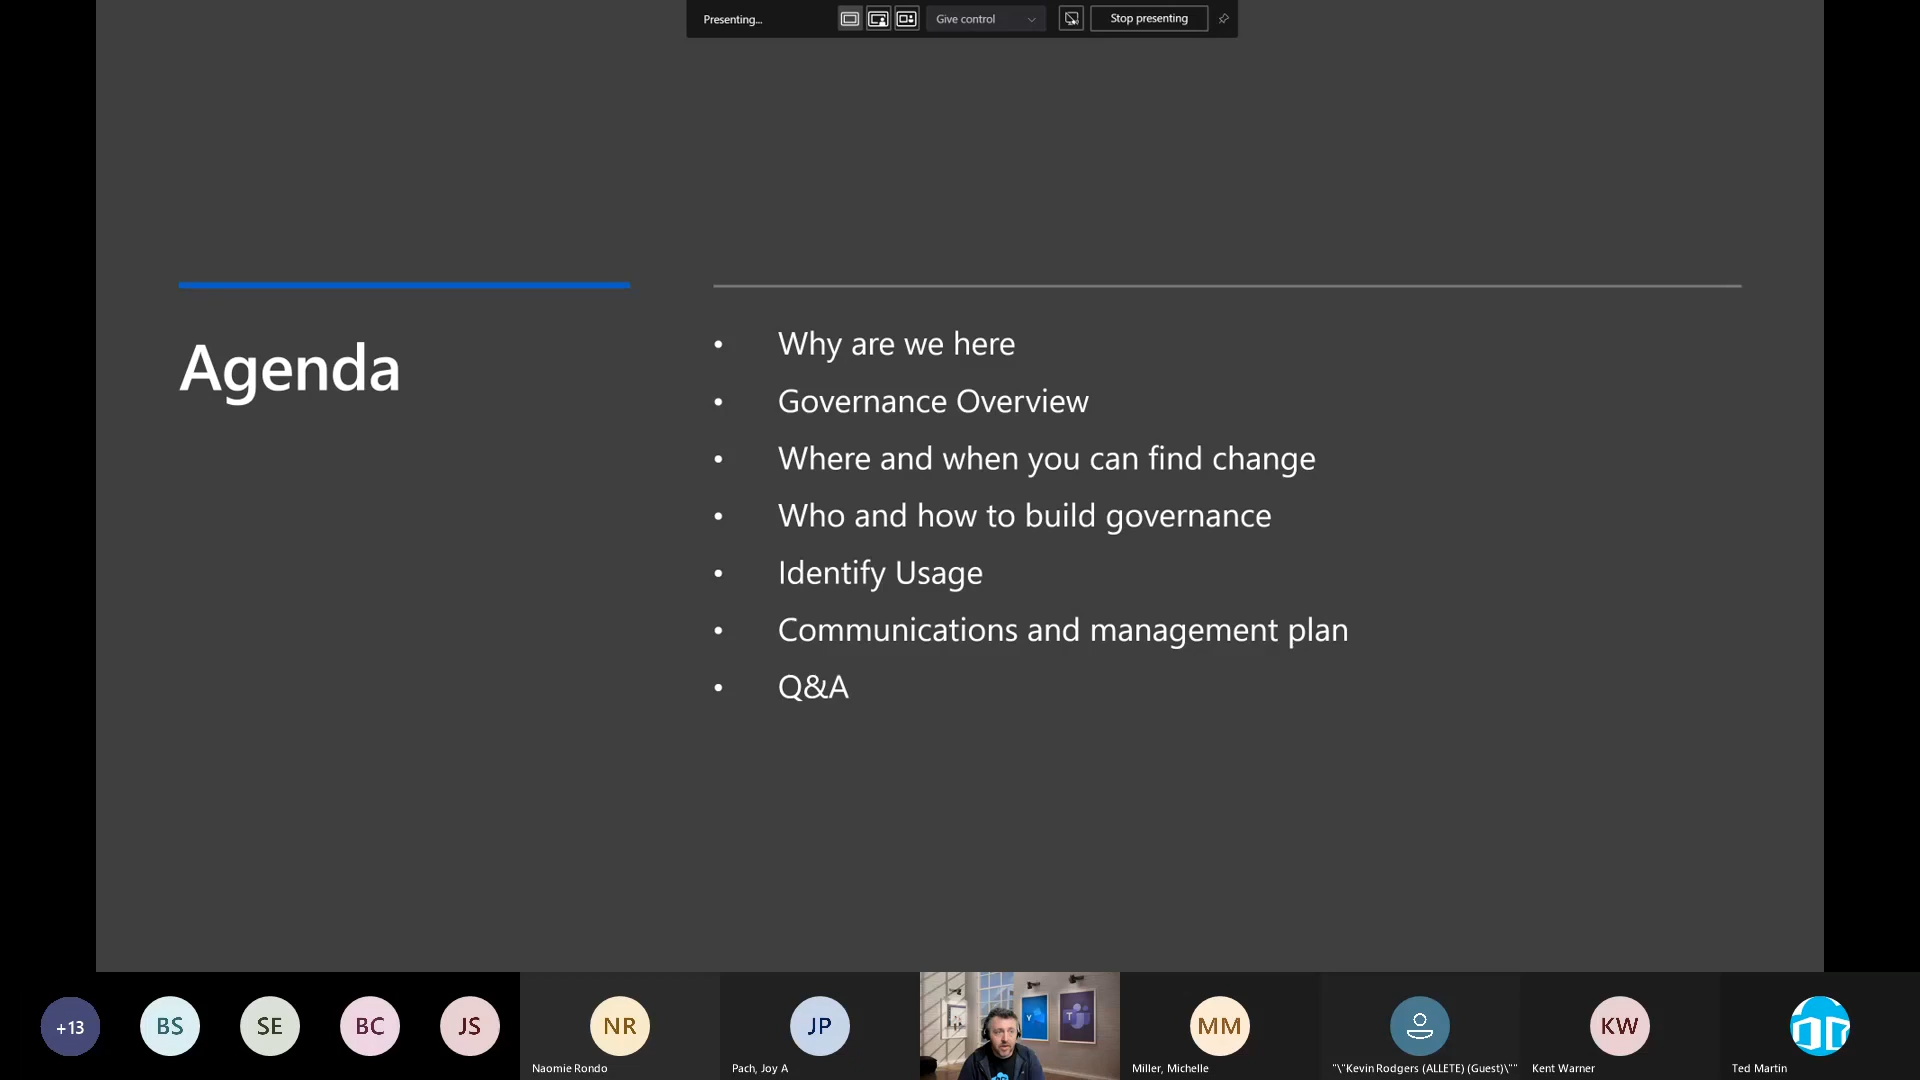 Presenting...
Give control
Stop presenting
Agenda
• Why are we here
• Governance Overview
• Where and when you can find change
• Who and how to build governance
• Identify Usage
• Communications and management plan
• Q&A
+13
BS
SE
BC
JS
NR
JP
MM
KW
Naomie Rondo
Pach, Joy A
Miller, Michelle
"\"Kevin Rodgers (ALLETE) (Guest)\""
Kent Warner
Ted Martin